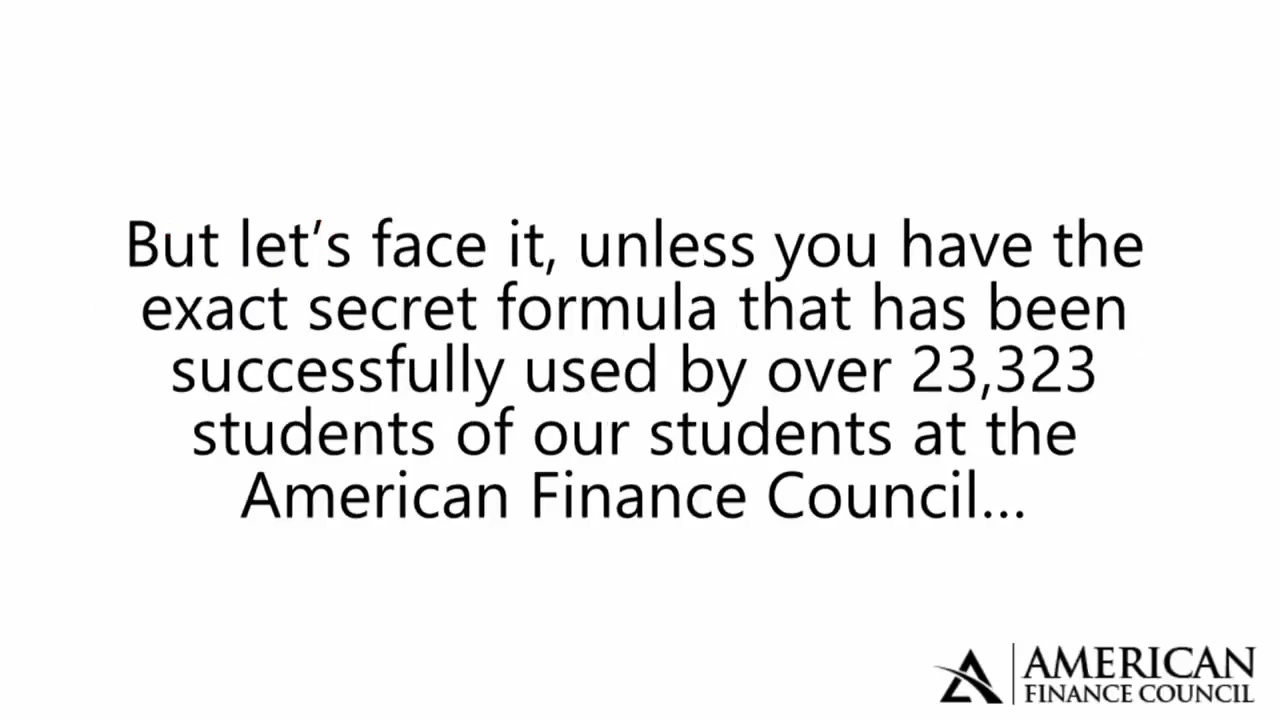 But let’s face it, unless you have the
exact secret formula that has been
successfully used by over 23,323
students of our students at the
American Finance Council...
AMERICAN
FINANCE COUNCIL